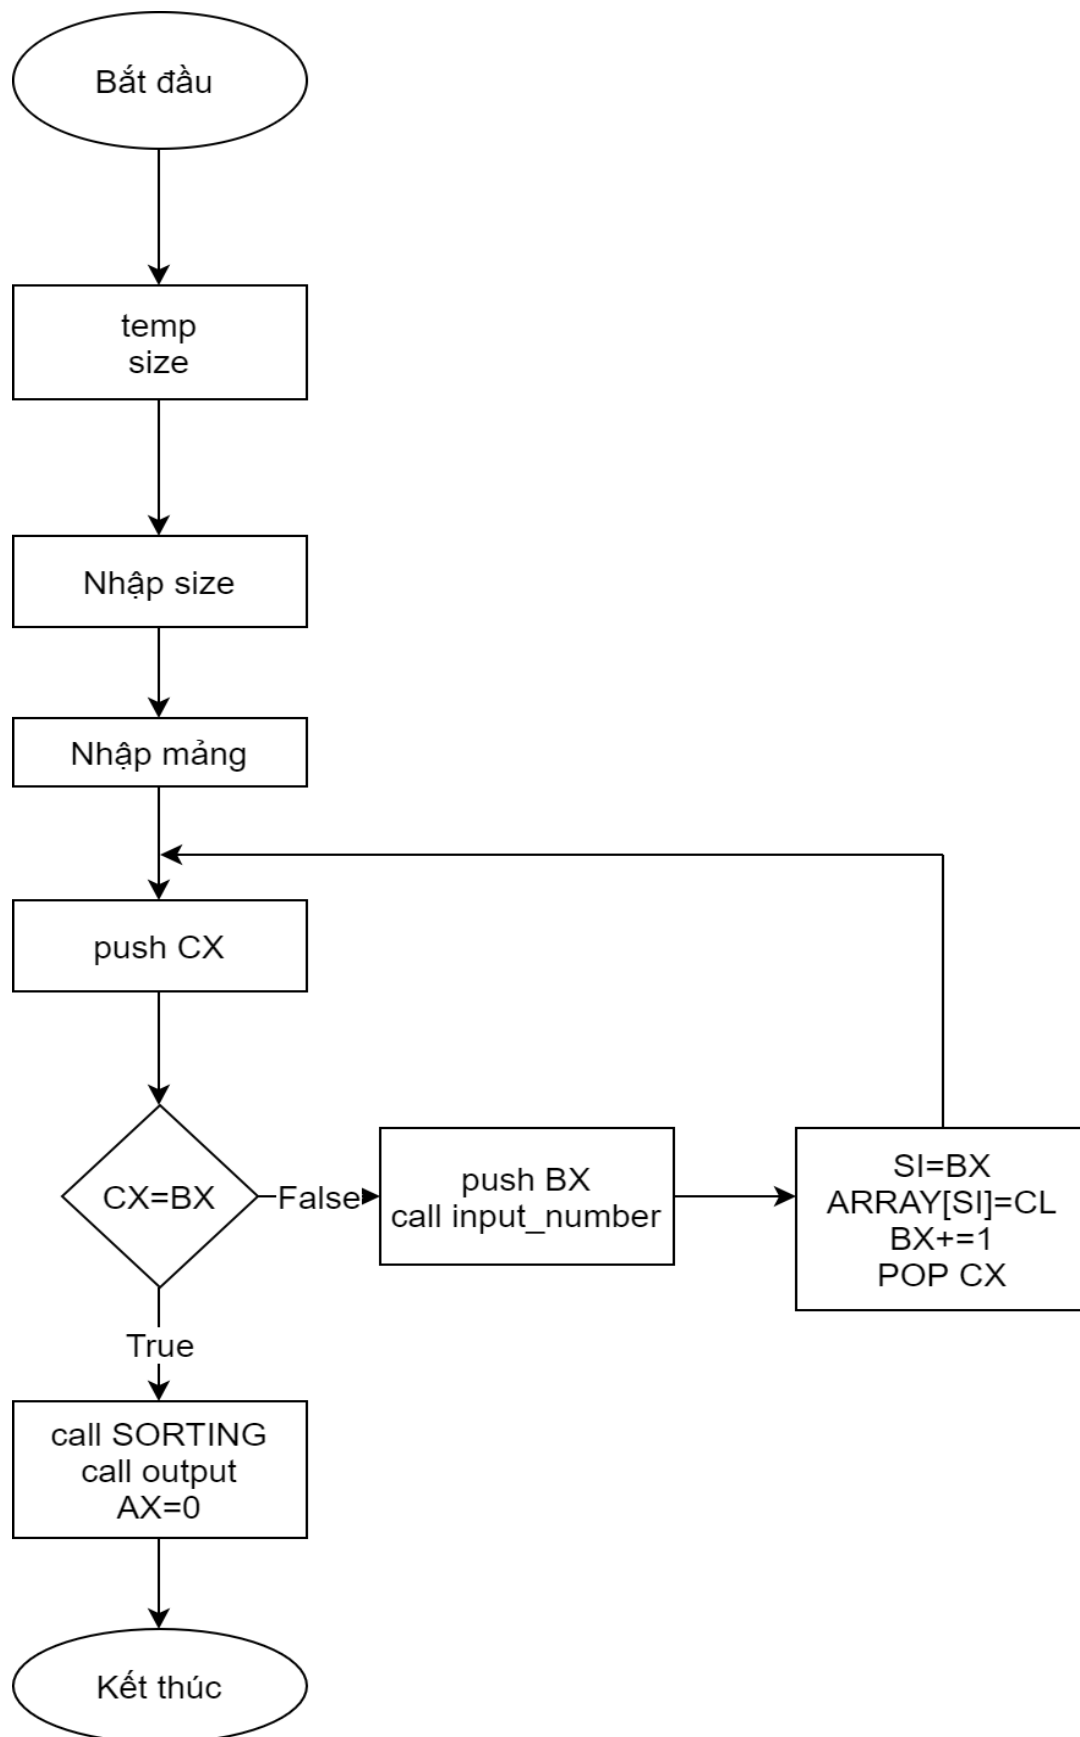 Bắt đầu
temp
size
Nhập size
Nhập mảng
push CX
CX=BX
False
push BX
call input_number
SI=BX
ARRAY[SI]=CL
BX+=1
POP CX
True
call SORTING
call output
AX=0
Kết thúc